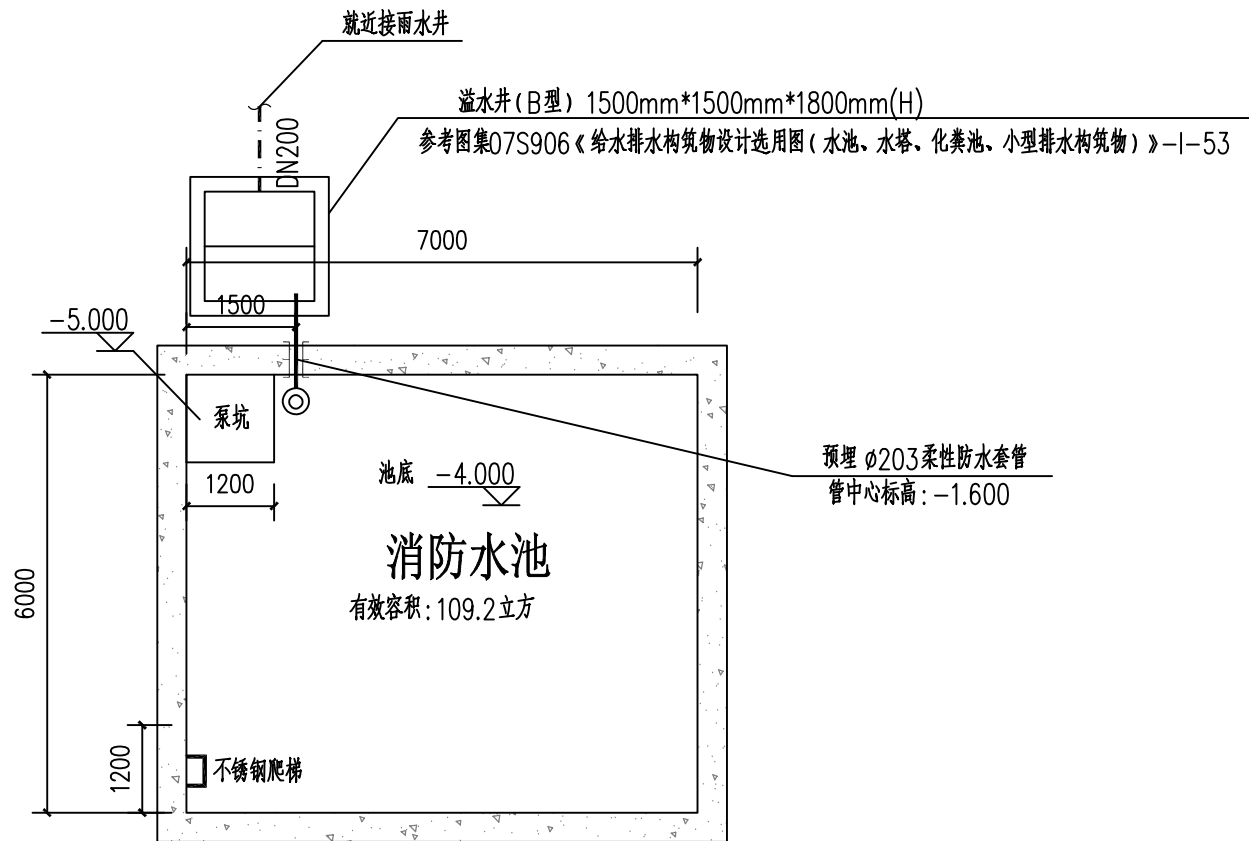 就近接雨水井
溢水井(B型) 1500mm*1500mm*1800mm(H)
参考图集07S906《给水排水构筑物设计选用图(水池、水塔、化粪池、小型排水构筑物)》-I-53
DN200
7000
1500
-5.000
泵坑
池底 -4.000
1200
预埋 ø203柔性防水套管
管中心标高:-1.600
消防水池
有效容积:109.2立方
6000
1200
不锈钢爬梯